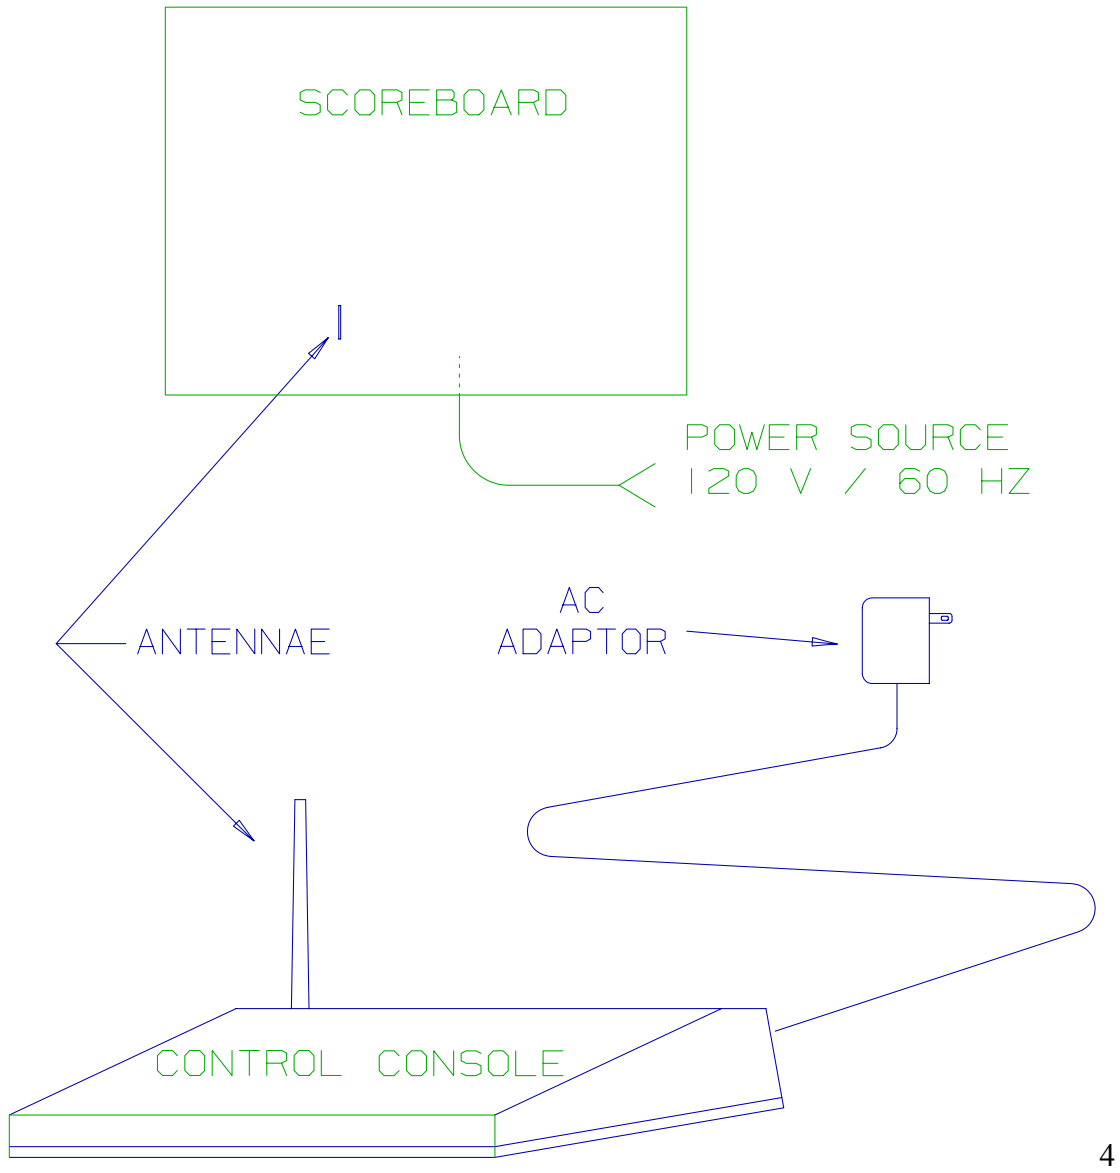 SCOREBOARD
POWER SOURCE
120 V / 60 HZ
AC
ADAPTOR
ANTENNAE
CONTROL CONSOLE
4